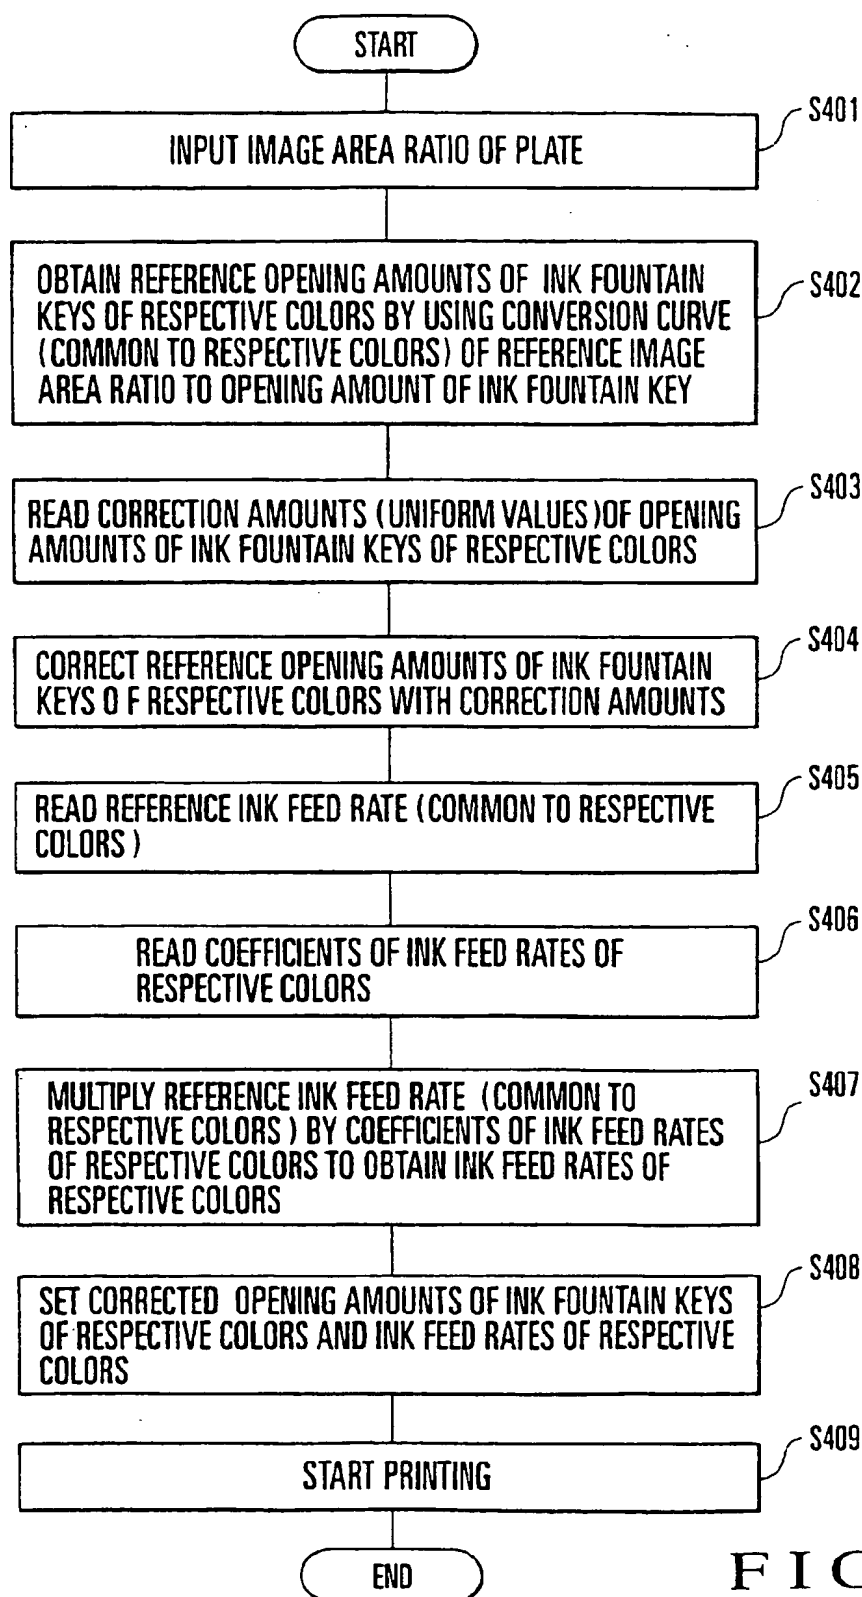 START
S401
INPUT IMAGE AREA RATIO OF PLATE
S402
OBTAIN REFERENCE OPENING AMOUNTS OF INK FOUNTAIN
KEYS OF RESPECTIVE COLORS BY USING CONVERSION CURVE
(COMMON TO RESPECTIVE COLORS) OF REFERENCE IMAGE
AREA RATIO TO OPENING AMOUNT OF INK FOUNTAIN KEY
S403
READ CORRECTION AMOUNTS (UNIFORM VALUES)OF OPENING
AMOUNTS OF INK FOUNTAIN KEYS OF RESPECTIVE COLORS
S404
CORRECT REFERENCE OPENING AMOUNTS OF INK FOUNTAIN
KEYS O F RESPECTIVE COLORS WITH CORRECTION AMOUNTS
S405
READ REFERENCE INK FEED RATE (COMMON TO RESPECTIVE
COLORS )
S406
READ COEFFICIENTS OF INK FEED RATES OF
RESPECTIVE COLORS
S407
MULTIPLY REFERENCE INK FEED RATE (COMMON TO
RESPECTIVE COLORS ) BY COEFFICIENTS OF INK FEED RATES
OF RESPECTIVE COLORS TO OBTAIN INK FEED RATES OF
RESPECTIVE COLORS
S408
SET CORRECTED OPENING AMOUNTS OF INK FOUNTAIN KEYS
OF RESPECTIVE COLORS AND INK FEED RATES OF RESPECTIVE
COLORS
S409
START PRINTING
END